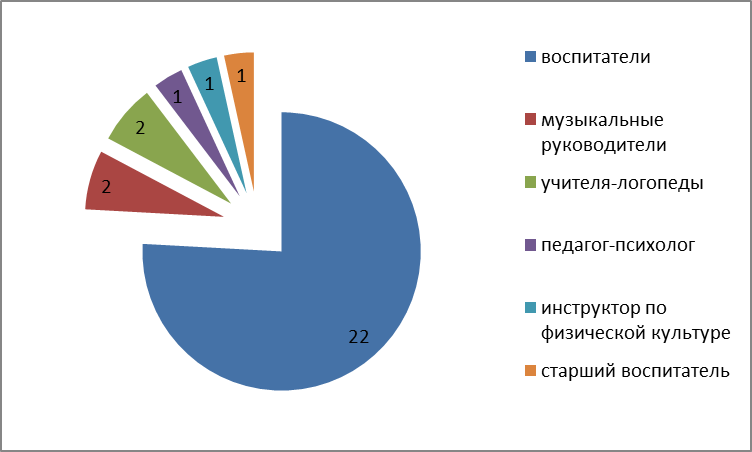 1
1
1
2
2
22
воспитатели
музыкальные
руководители
учителя-логопеды
педагог-психолог
инструктор по
физической культуре
старший воспитатель